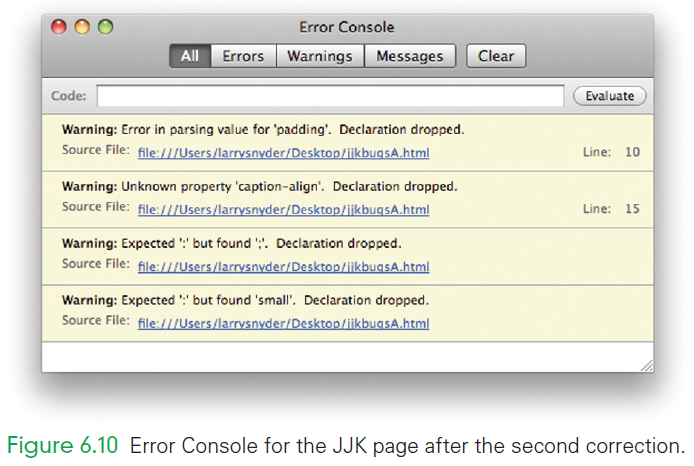 Error Console
All Errors Warnings Messages Clear
Code: Evaluate
Warning: Error in parsing value for 'padding'. Declaration dropped.
Source File: file:///Users/larrysnyder/Desktop/jjkbugsA.html Line: 10
Warning: Unknown property 'caption-align'. Declaration dropped.
Source File: file:///Users/larrysnyder/Desktop/jjkbugsA.html Line: 15
Warning: Expected ':' but found ';'. Declaration dropped.
Source File: file:///Users/larrysnyder/Desktop/jjkbugsA.html
Warning: Expected ':' but found 'small'. Declaration dropped.
Source File: file:///Users/larrysnyder/Desktop/jjkbugsA.html
Figure 6.10 Error Console for the JJK page after the second correction.